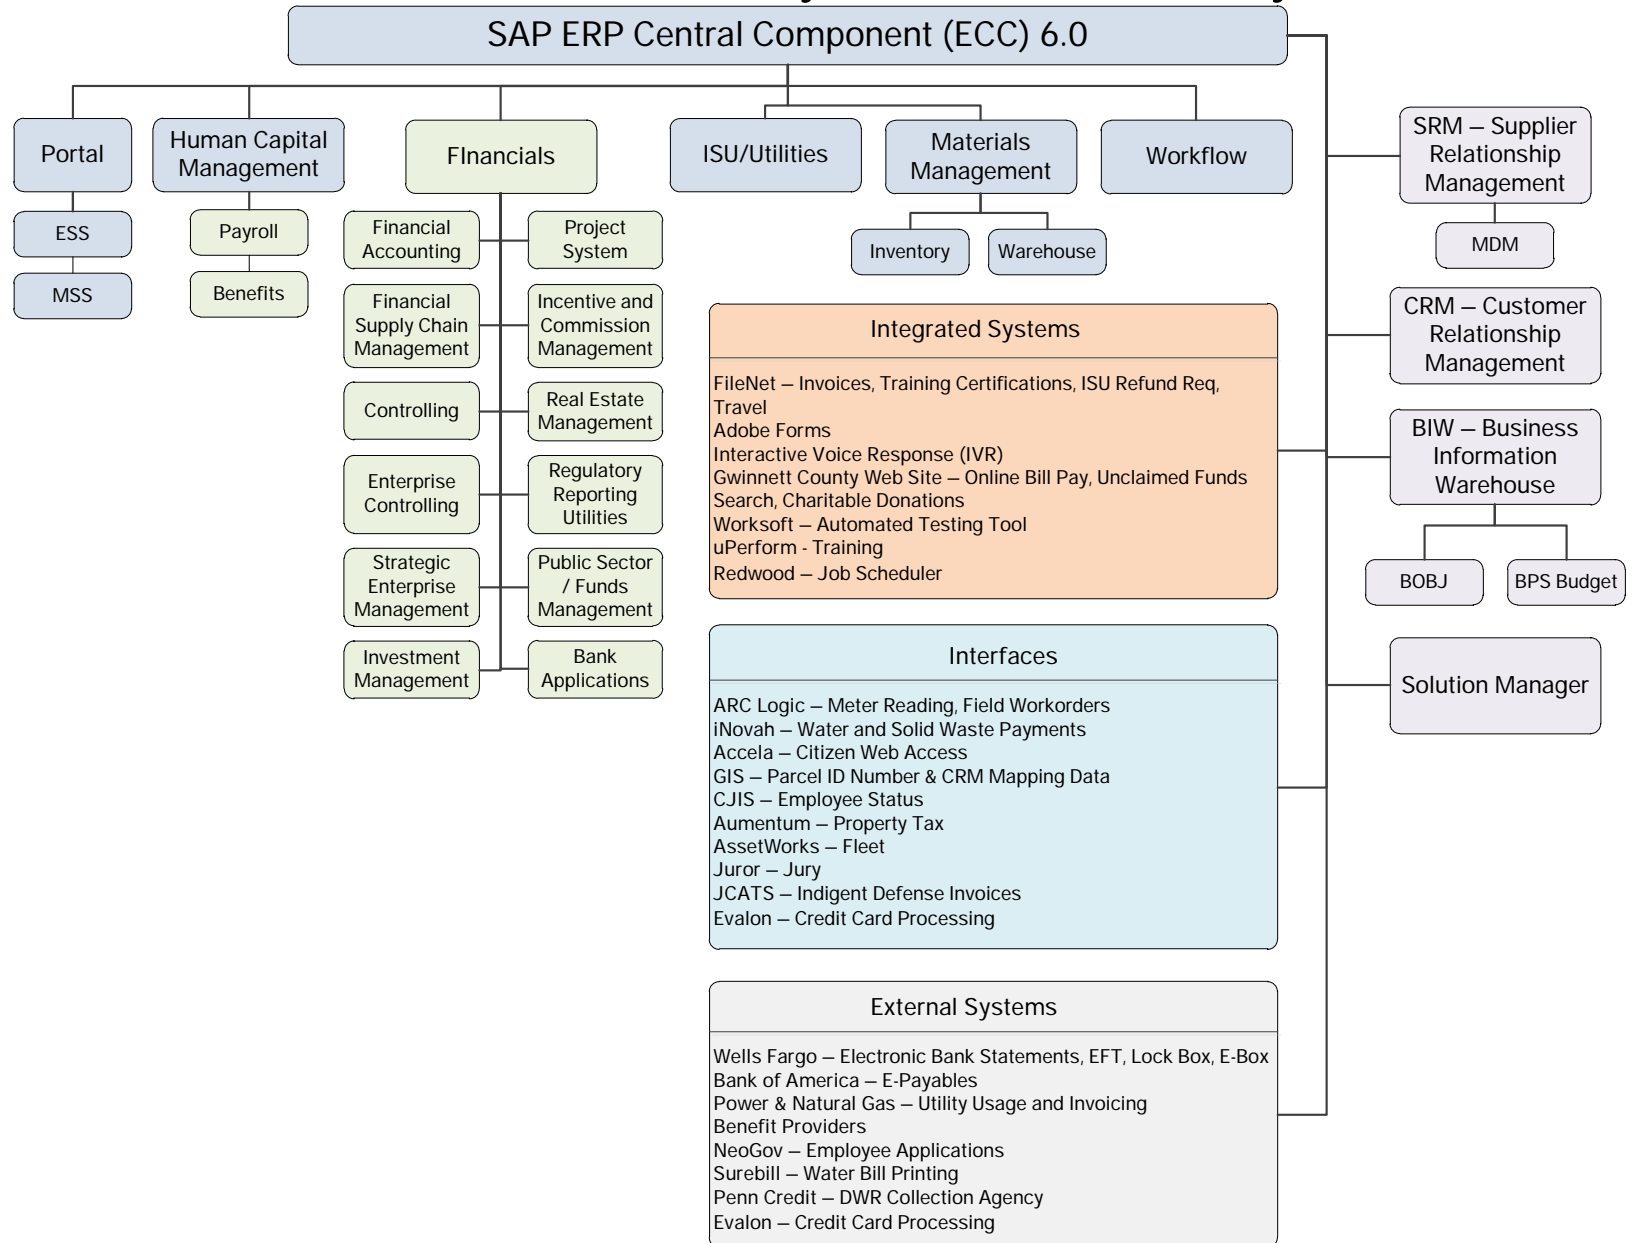 SAP ERP Central Component (ECC) 6.0
Portal
ESS
MSS
Human Capital
Management
Payroll
Benefits
FInancials
Financial
Accounting
Project
System
Financial
Supply Chain
Management
Incentive and
Commission
Management
Controlling
Real Estate
Management
Enterprise
Controlling
Regulatory
Reporting
Utilities
Strategic
Enterprise
Management
Public Sector
/ Funds
Management
Investment
Management
Bank
Applications
ISU/Utilities
Materials
Management
Inventory
Warehouse
Workflow
Integrated Systems
FileNet – Invoices, Training Certifications, ISU Refund Req,
Travel
Adobe Forms
Interactive Voice Response (IVR)
Gwinnett County Web Site – Online Bill Pay, Unclaimed Funds
Search, Charitable Donations
Worksoft – Automated Testing Tool
uPerform - Training
Redwood – Job Scheduler
Interfaces
ARC Logic – Meter Reading, Field Workorders
iNovah – Water and Solid Waste Payments
Accela – Citizen Web Access
GIS – Parcel ID Number & CRM Mapping Data
CJIS – Employee Status
Aumentum – Property Tax
AssetWorks – Fleet
Juror – Jury
JCATS – Indigent Defense Invoices
Evalon – Credit Card Processing
External Systems
Wells Fargo – Electronic Bank Statements, EFT, Lock Box, E-Box
Bank of America – E-Payables
Power & Natural Gas – Utility Usage and Invoicing
Benefit Providers
NeoGov – Employee Applications
Surebill – Water Bill Printing
Penn Credit – DWR Collection Agency
Evalon – Credit Card Processing
SRM – Supplier
Relationship
Management
MDM
CRM – Customer
Relationship
Management
BIW – Business
Information
Warehouse
BOBJ
BPS Budget
Solution Manager